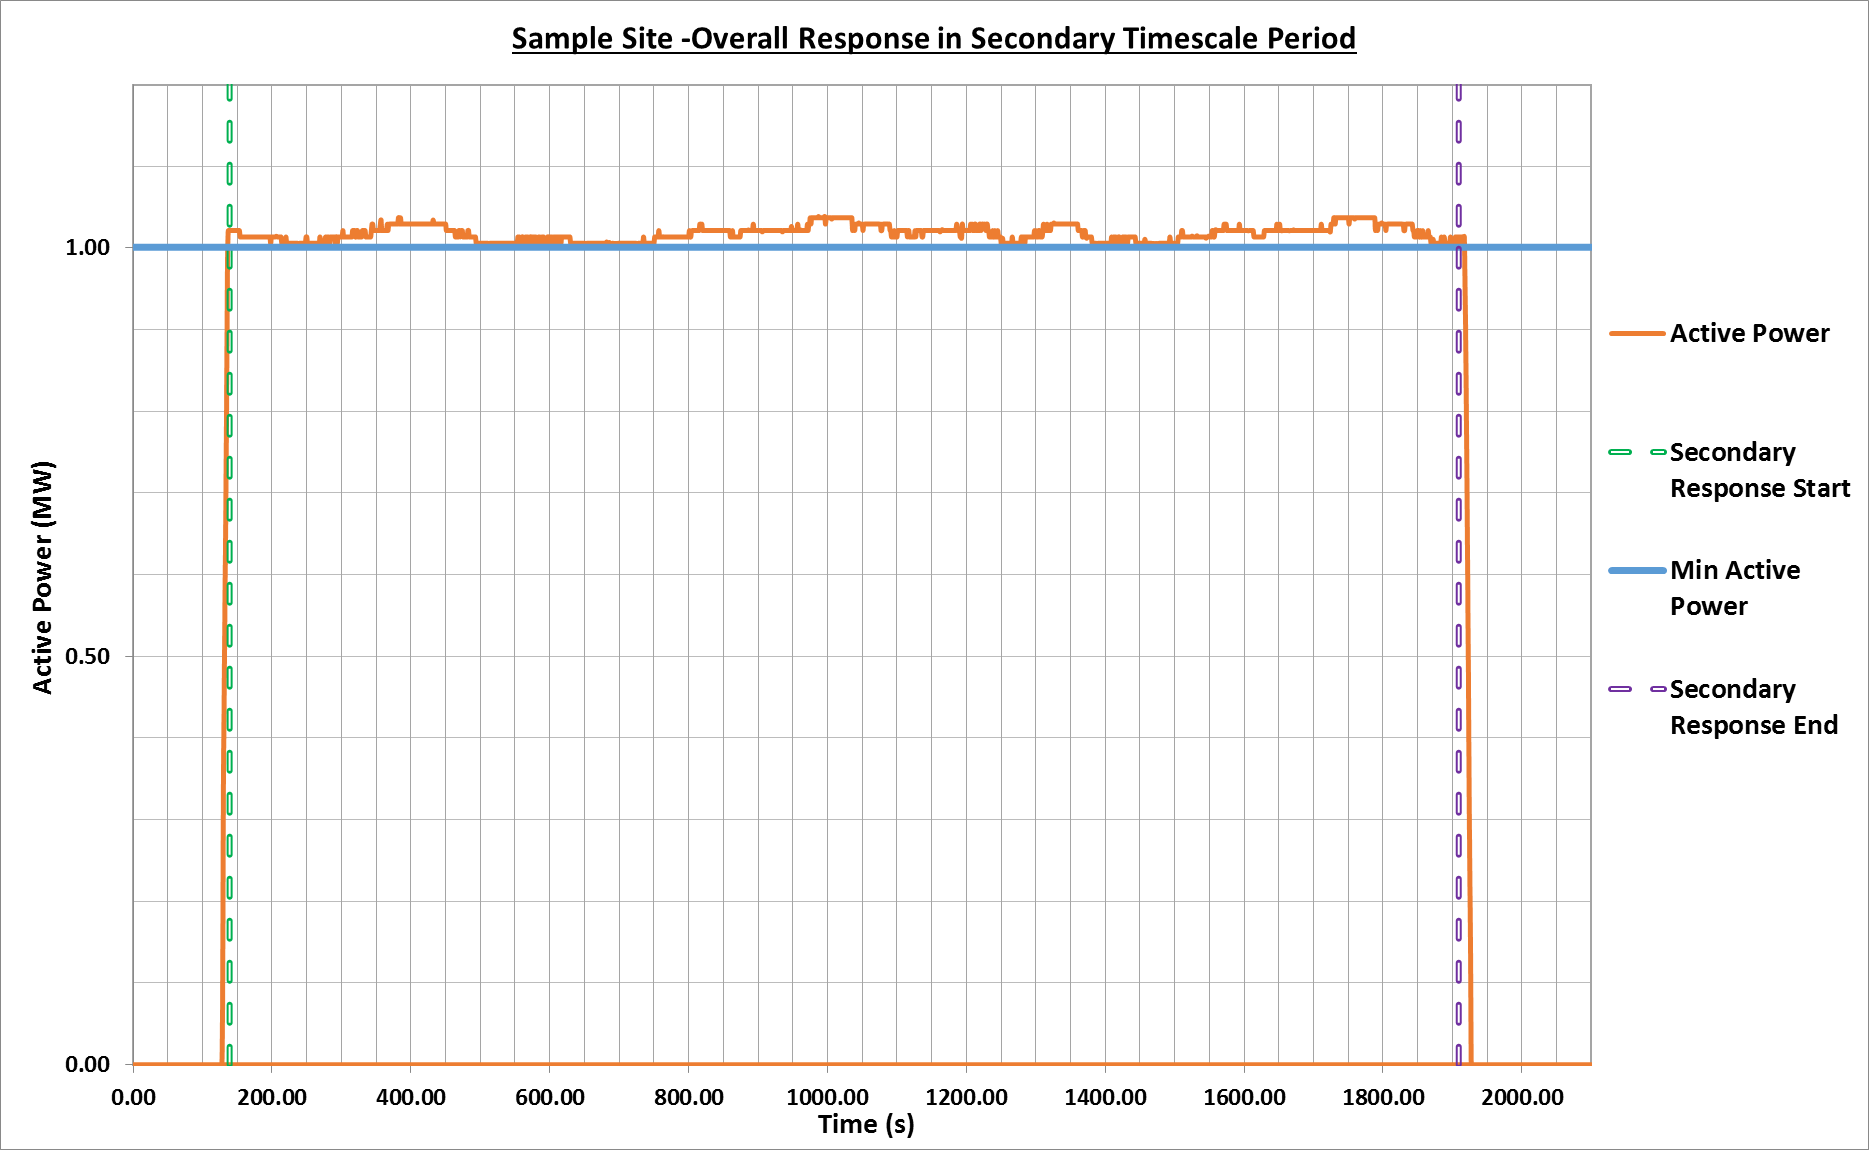 Sample Site -Overall Response in Secondary Timescale Period
Active Power (MW)
1.00
0.50
0.00
0.00 200.00 400.00 600.00 800.00 1000.00 1200.00 1400.00 1600.00 1800.00 2000.00
Time (s)
Active Power
Secondary
Response Start
Min Active
Power
Secondary
Response End